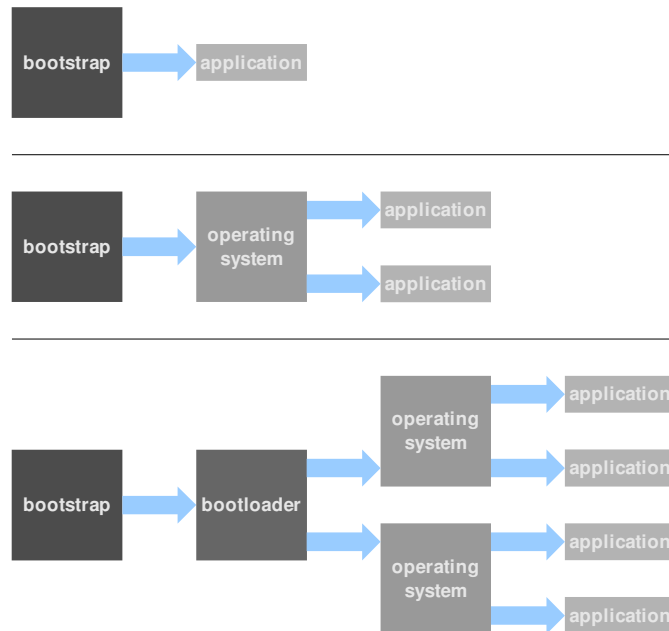 bootstrap
application
bootstrap
operating
system
application
application
bootstrap
bootloader
operating
system
application
application
operating
system
application
application